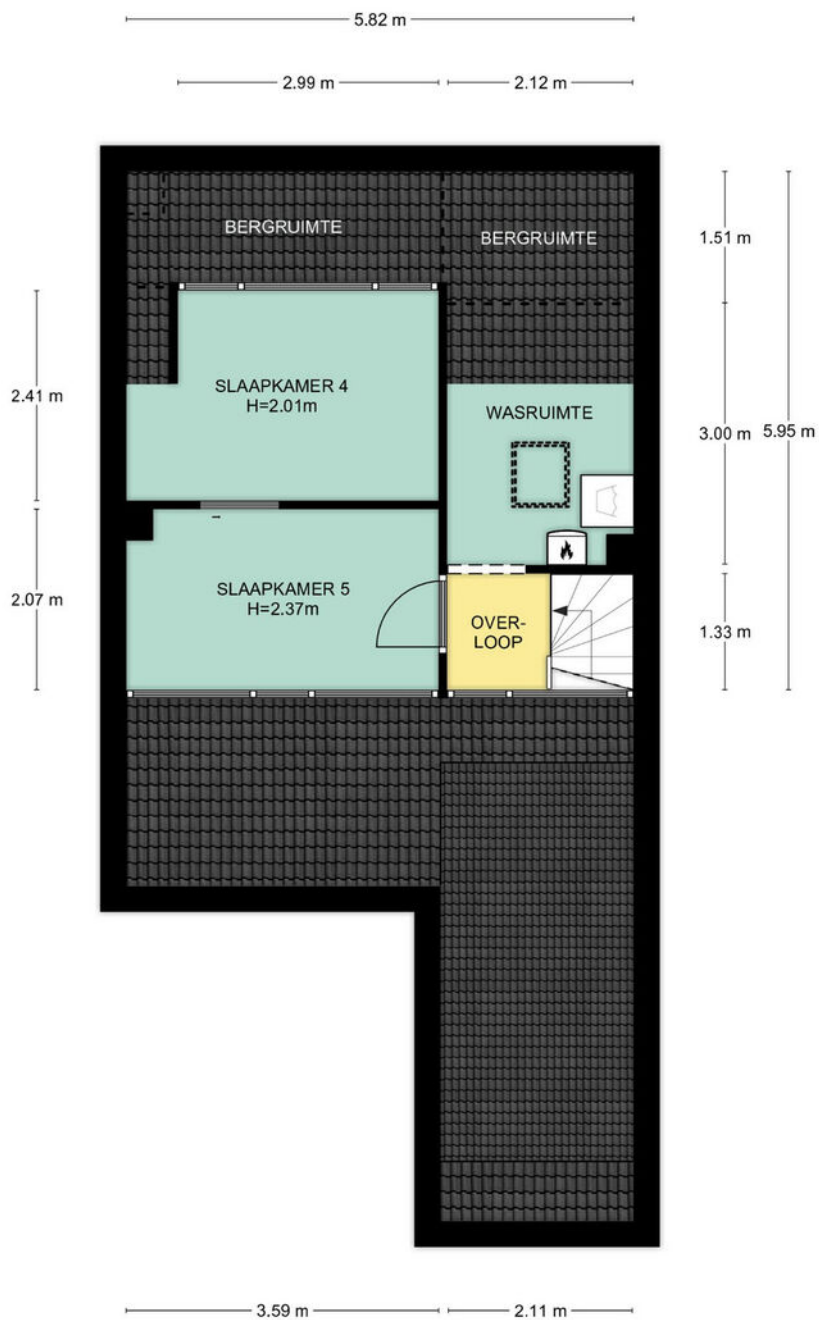 5.82 m
2.99 m
2.12 m
BERGRUIMTE
BERGRUIMTE
1.51 m
2.41 m
SLAAPKAMER 4
H=2.01m
WASRUIMTE
3.00 m
5.95 m
2.07 m
SLAAPKAMER 5
H=2.37m
OVER-
LOOP
1.33 m
3.59 m
2.11 m